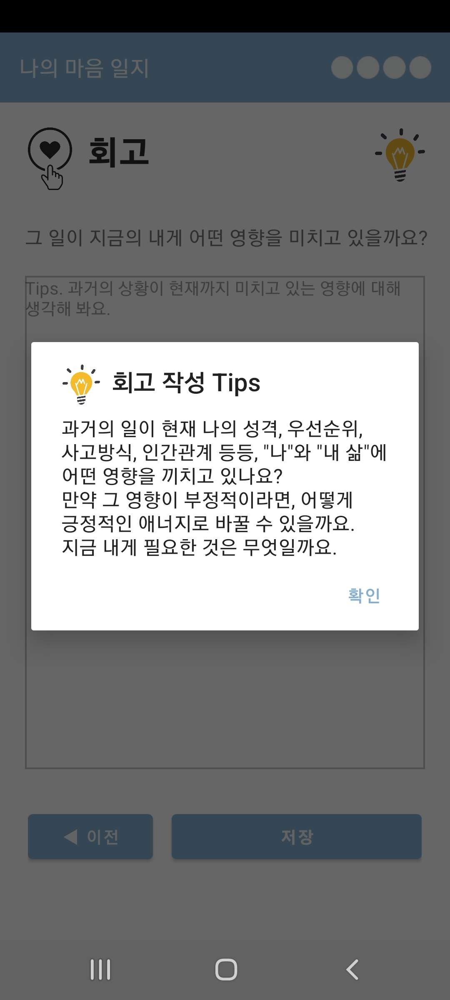 나의 마음 일지
회고
그 일이 지금의 내게 어떤 영향을 미치고 있을까요?
Tips. 과거의 상황이 현재까지 미치고 있는 영향에 대해
생각해 봐요.
회고 작성 Tips
과거의 일이 현재 나의 성격, 우선순위,
사고방식, 인간관계 등등, "나"와 "내 삶"에
어떤 영향을 끼치고 있나요?
만약 그 영향이 부정적이라면, 어떻게
긍정적인 애너지로 바꿀 수 있을까요.
지금 내게 필요한 것은 무엇일까요.
확인
◀ 이전
저장